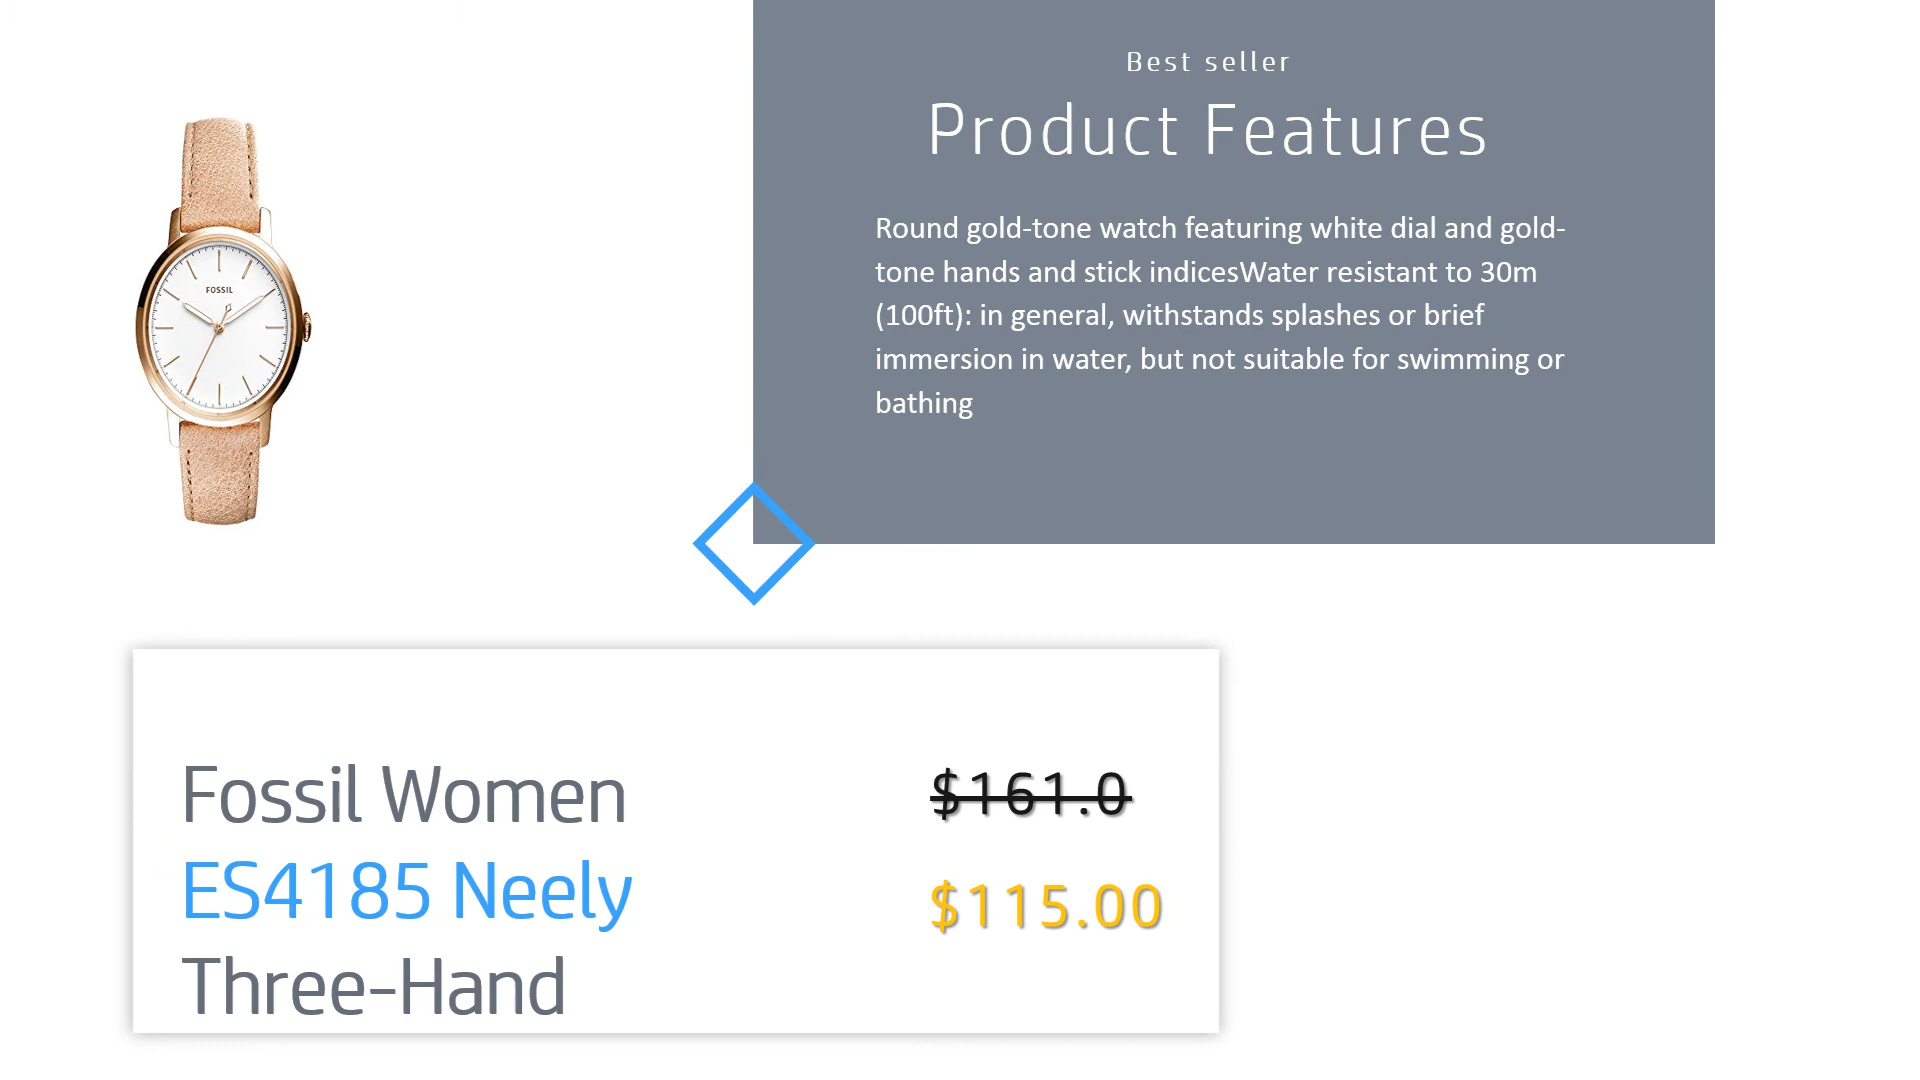 Best seller
Product Features
Round gold-tone watch featuring white dial and gold-
tone hands and stick indicesWater resistant to 30m
(100ft): in general, withstands splashes or brief
immersion in water, but not suitable for swimming or
bathing
FOSSIL
Fossil Women
ES4185 Neely
Three-Hand
$161.0
$115.00